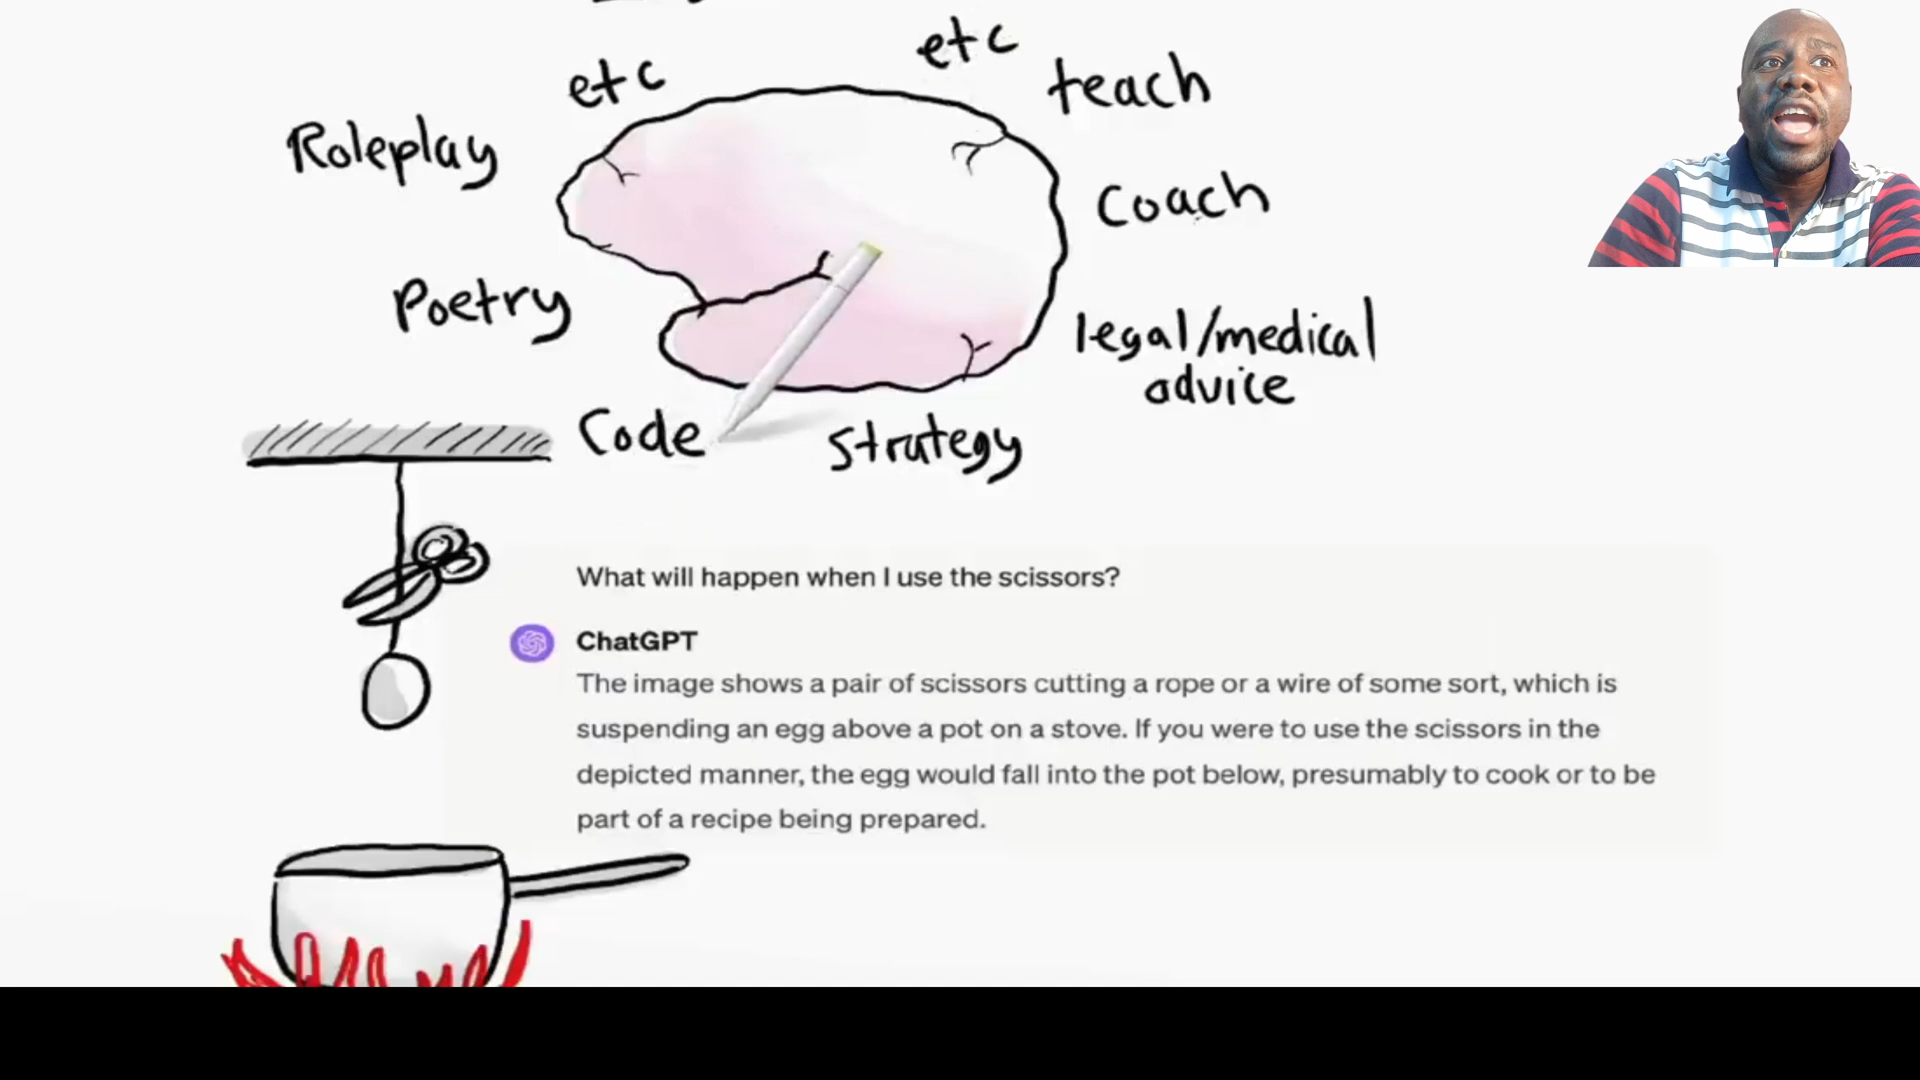 etc
etc
teach
Roleplay
Coach
Poetry
legal/medical
advice
Code
Strategy
What will happen when I use the scissors?
ChatGPT
The image shows a pair of scissors cutting a rope or a wire of some sort, which is
suspending an egg above a pot on a stove. If you were to use the scissors in the
depicted manner, the egg would fall into the pot below, presumably to cook or to be
part of a recipe being prepared.